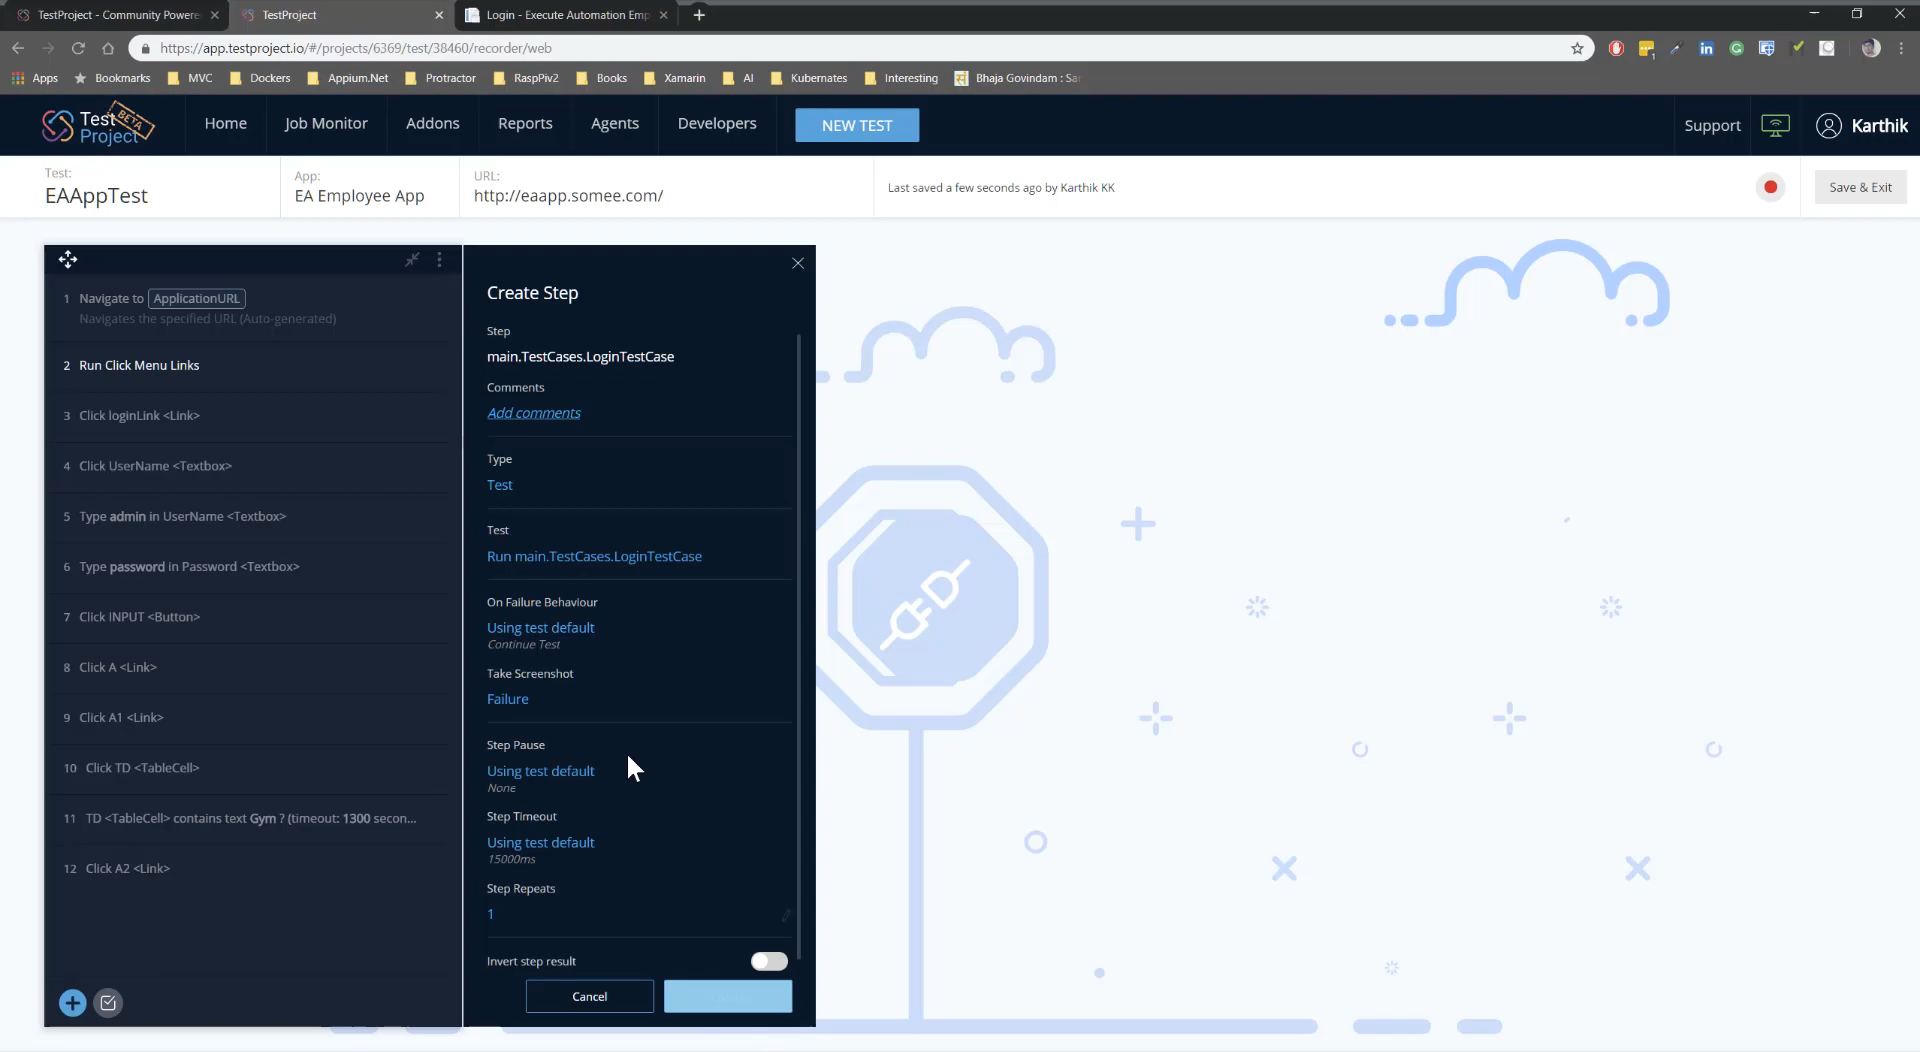 TestProject - Community Powere
TestProject
Login - Execute Automation Emp
https://app.testproject.io/#/projects/6369/test/38460/recorder/web
Apps
Bookmarks
MVC
Dockers
Appium.Net
Protractor
RaspPiv2
Books
Xamarin
AI
Kubernates
Interesting
Bhaja Govindam : Sa
Test
Project
BETA
Home
Job Monitor
Addons
Reports
Agents
Developers
NEW TEST
Support
Karthik
Test:
EAAppTest
App:
EA Employee App
URL:
http://eaapp.somee.com/
Last saved a few seconds ago by Karthik KK
Save & Exit
1 Navigate to ApplicationURL
Navigates the specified URL (Auto-generated)
2 Run Click Menu Links
3 Click loginLink <Link>
4 Click UserName <Textbox>
5 Type admin in UserName <Textbox>
6 Type password in Password <Textbox>
7 Click INPUT <Button>
8 Click A <Link>
9 Click A1 <Link>
10 Click TD <TableCell>
11 TD <TableCell> contains text Gym ? (timeout: 1300 secon...
12 Click A2 <Link>
Create Step
Step
main.TestCases.LoginTestCase
Comments
Add comments
Type
Test
Test
Run main.TestCases.LoginTestCase
On Failure Behaviour
Using test default
Continue Test
Take Screenshot
Failure
Step Pause
Using test default
None
Step Timeout
Using test default
15000ms
Step Repeats
1
Invert step result
Cancel